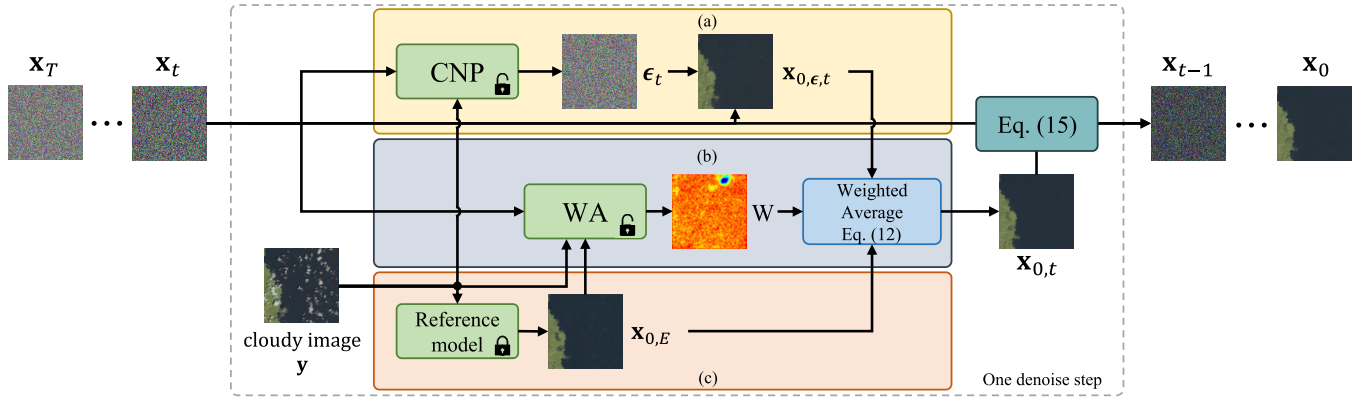 (a)
𝐱_T
𝐱_t
CNP
𝛜_t
𝐱_{0,𝛜,t}
𝐱_{t−1}
𝐱_0
Eq. (15)
(b)
WA
W
Weighted
Average
Eq. (12)
𝐱_{0,t}
cloudy image
𝐲
Reference
model
𝐱_{0,E}
(c)
One denoise step